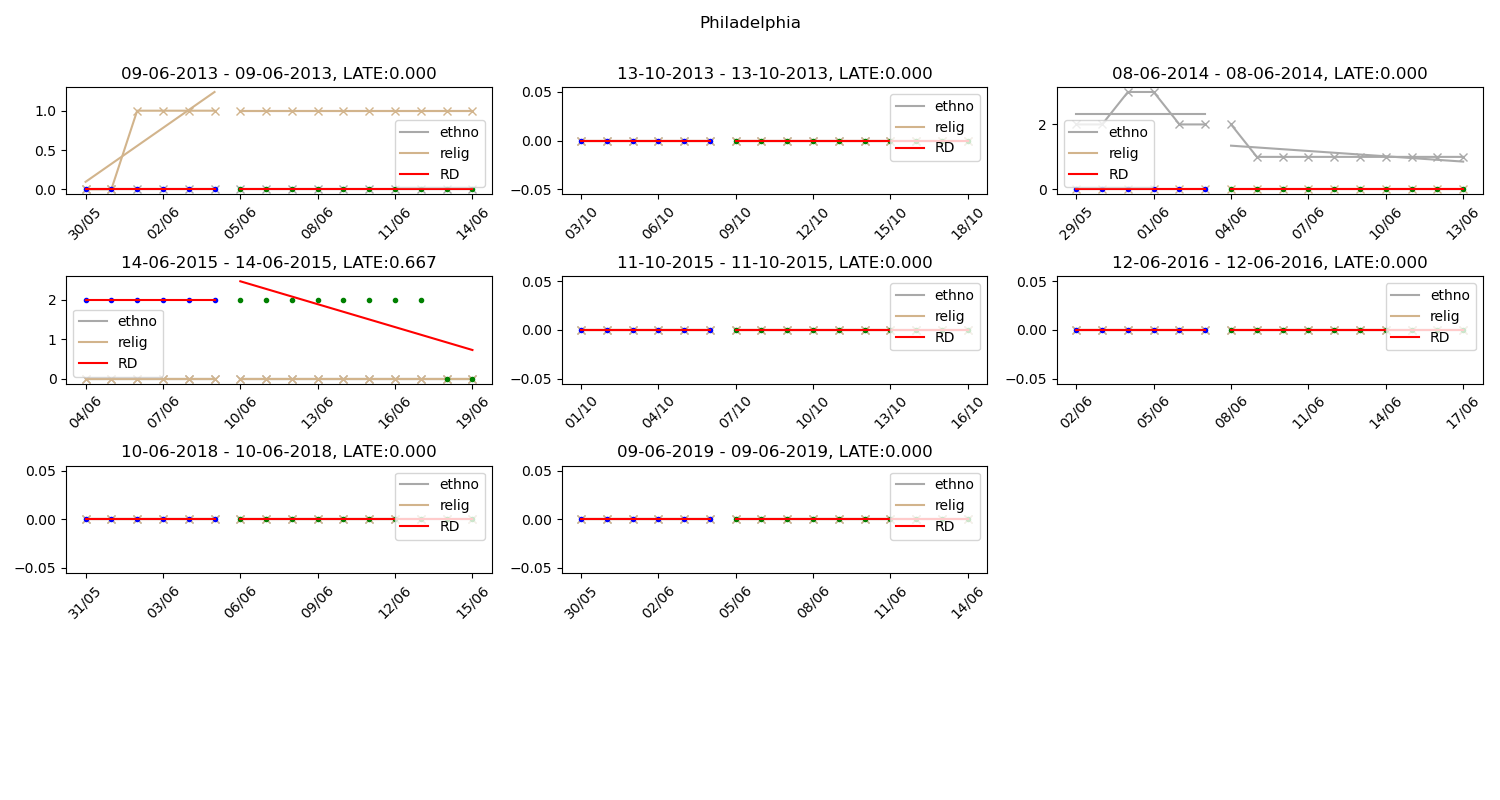 Philadelphia
09-06-2013 - 09-06-2013, LATE:0.000
1.0
0.5
0.0
ethno
relig
RD
30/05
02/06
05/06
08/06
11/06
14/06
13-10-2013 - 13-10-2013, LATE:0.000
0.05
0.00
−0.05
ethno
relig
RD
03/10
06/10
09/10
12/10
15/10
18/10
08-06-2014 - 08-06-2014, LATE:0.000
2
0
ethno
relig
RD
29/05
01/06
04/06
07/06
10/06
13/06
14-06-2015 - 14-06-2015, LATE:0.667
2
1
0
ethno
relig
RD
04/06
07/06
10/06
13/06
16/06
19/06
11-10-2015 - 11-10-2015, LATE:0.000
0.05
0.00
−0.05
ethno
relig
RD
01/10
04/10
07/10
10/10
13/10
16/10
12-06-2016 - 12-06-2016, LATE:0.000
0.05
0.00
−0.05
ethno
relig
RD
02/06
05/06
08/06
11/06
14/06
17/06
10-06-2018 - 10-06-2018, LATE:0.000
0.05
0.00
−0.05
ethno
relig
RD
31/05
03/06
06/06
09/06
12/06
15/06
09-06-2019 - 09-06-2019, LATE:0.000
0.05
0.00
−0.05
ethno
relig
RD
30/05
02/06
05/06
08/06
11/06
14/06